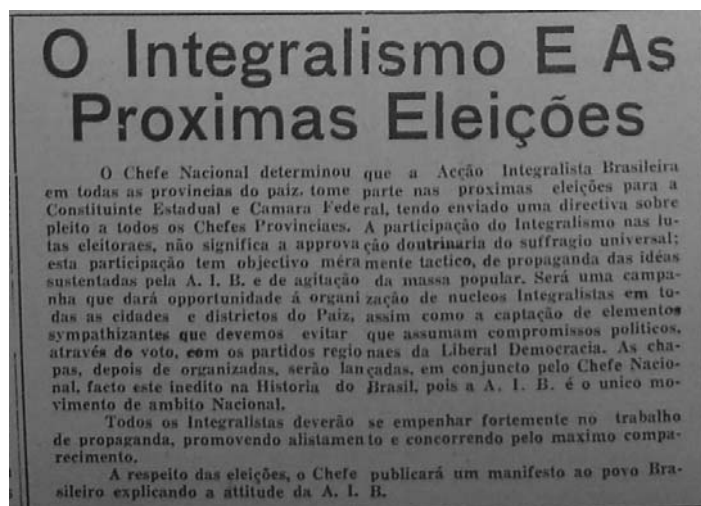 O Integralismo E As
Proximas Eleições
O Chefe Nacional determinou que a Acção Integralista Brasileira
em todas as provincias do paiz, tome parte nas proximas eleições para a
Constituinte Estadual e Camara Federal, tendo enviado uma directiva sobre
pleito a todos os Chefes Provinciaes. A participação do Integralismo nas lu-
tas eleitoraes, não significa a approvação doutrinaria do suffragio universal;
esta participação tem objectivo méramente tactico, de propaganda das idéas
sustentadas pela A. I. B. e de agitação da massa popular. Será uma campa-
nha que dará opportunidade á organização de nucleos Integralistas em to-
das as cidades e districtos do Paiz, assim como a captação de elementos
sympathizantes que devemos evitar que assumam compromissos politicos,
através do voto, com os partidos regionaes da Liberal Democracia. As cha-
pas, depois de organizadas, serão lançadas, em conjuncto pelo Chefe Nacio-
nal, facto este inedito na Historia do Brasil, pois a A. I. B. é o unico mo-
vimento de ambito Nacional.
Todos os Integralistas deverão se empenhar fortemente no trabalho
de propaganda, promovendo alistamento e concorrendo pelo maximo compa-
recimento.
A respeito das eleições, o Chefe publicará um manifesto ao povo Bra-
sileiro explicando a attitude da A. I. B.